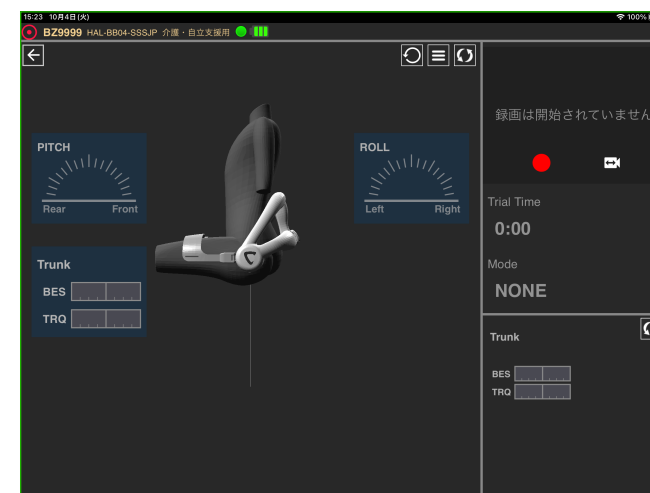 15:23 10月4日(火)
100%
BZ9999 HAL-BB04-SSSJP 介護・自立支援用
PITCH
Rear Front
ROLL
Left Right
Trunk
BES
TRQ
録画は開始されていません
Trial Time
0:00
Mode
NONE
Trunk
BES
TRQ